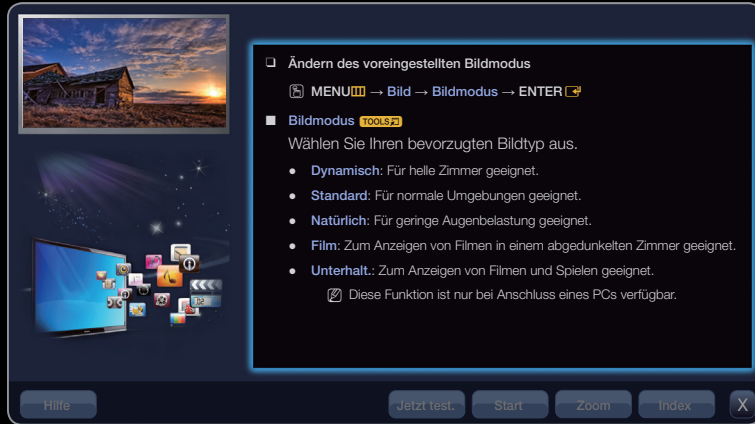 ❑ Ändern des voreingestellten Bildmodus
MENU → Bild → Bildmodus → ENTER
■ Bildmodus TOOLS
Wählen Sie Ihren bevorzugten Bildtyp aus.
● Dynamisch: Für helle Zimmer geeignet.
● Standard: Für normale Umgebungen geeignet.
● Natürlich: Für geringe Augenbelastung geeignet.
● Film: Zum Anzeigen von Filmen in einem abgedunkelten Zimmer geeignet.
● Unterhalt.: Zum Anzeigen von Filmen und Spielen geeignet.
Diese Funktion ist nur bei Anschluss eines PCs verfügbar.
Hilfe Jetzt test. Start Zoom Index X